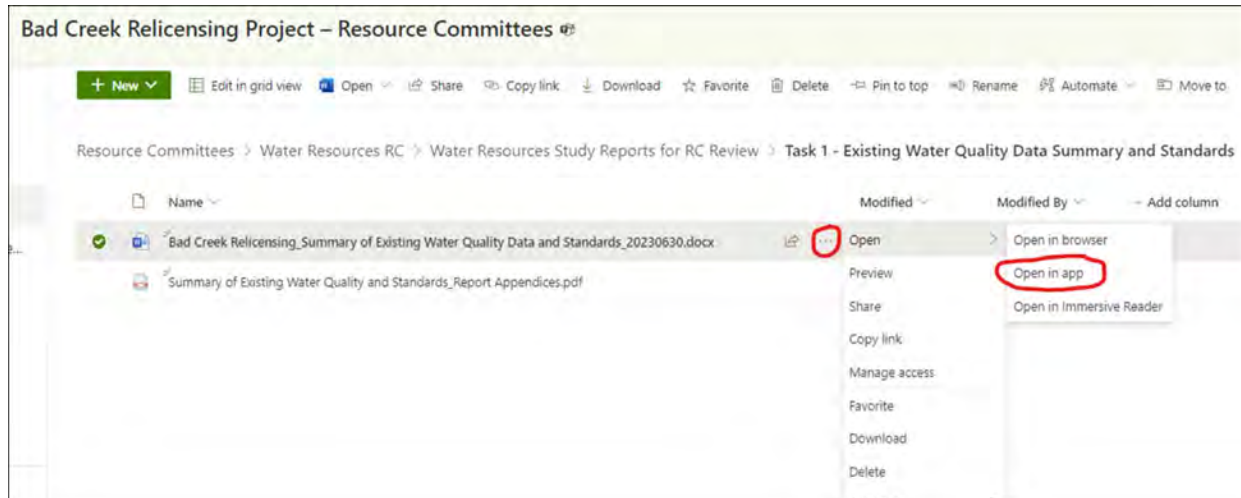 Bad Creek Relicensing Project – Resource Committees
+ New Edit in grid view Open Share Copy link Download Favorite Delete Pin to top Rename Automate Move to
Resource Committees > Water Resources RC > Water Resources Study Reports for RC Review > Task 1 - Existing Water Quality Data Summary and Standards
Name Modified Modified By Add column
e... Bad Creek Relicensing_Summary of Existing Water Quality Data and Standards_20230630.docx ... Open > Open in browser
Summary of Existing Water Quality and Standards_Report Appendices.pdf Preview Open in app
Share Open in Immersive Reader
Copy link
Manage access
Favorite
Download
Delete